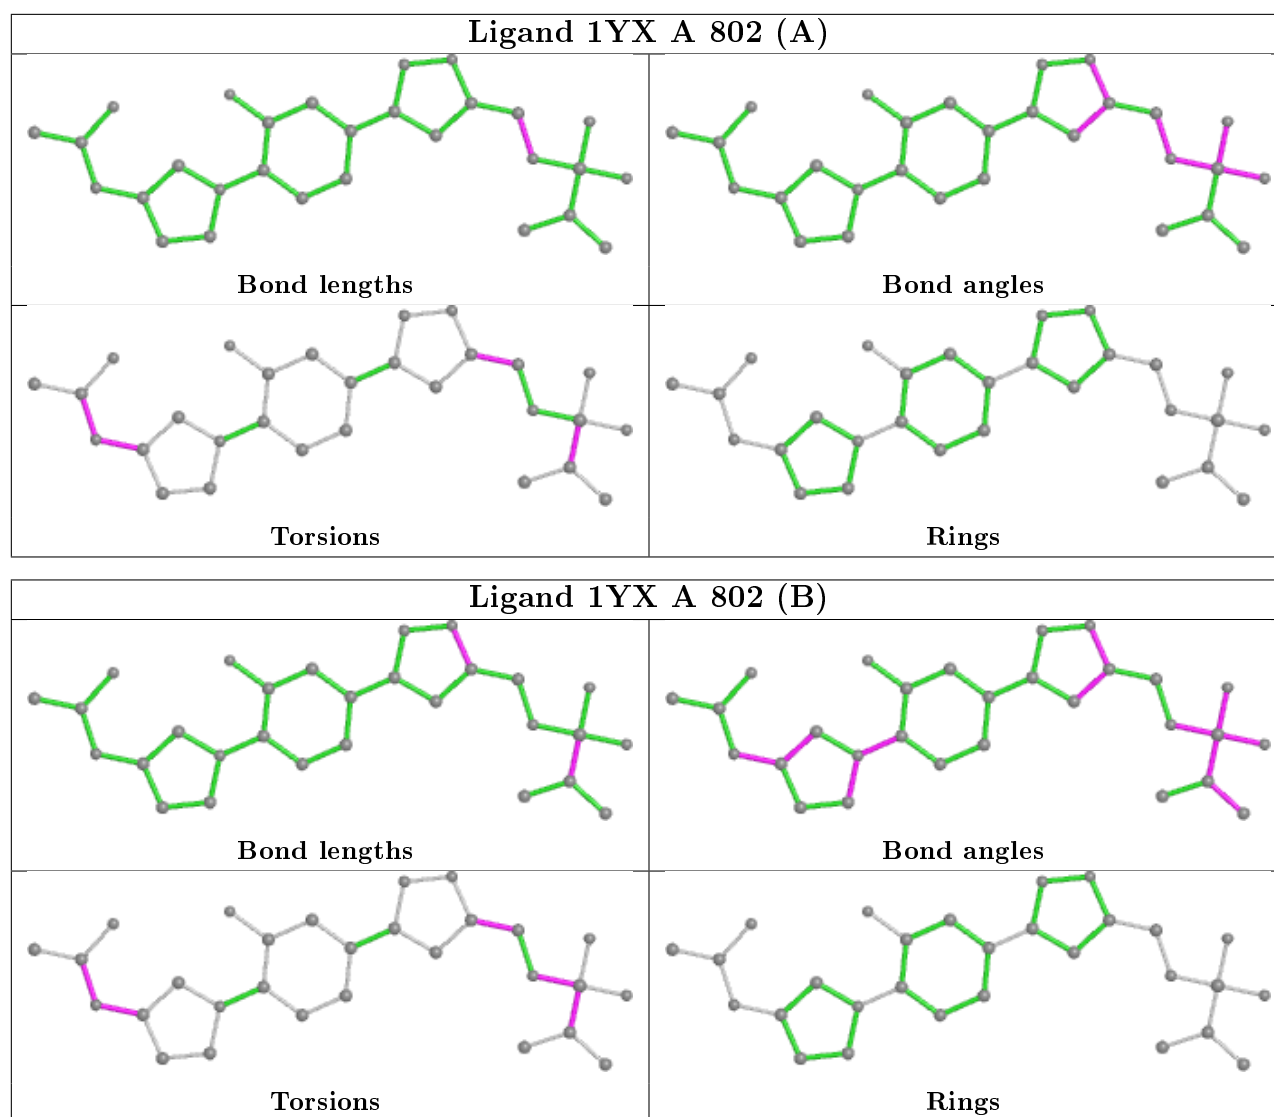 Ligand 1YX A 802 (A)
Bond lengths
Bond angles
Torsions
Rings
Ligand 1YX A 802 (B)
Bond lengths
Bond angles
Torsions
Rings